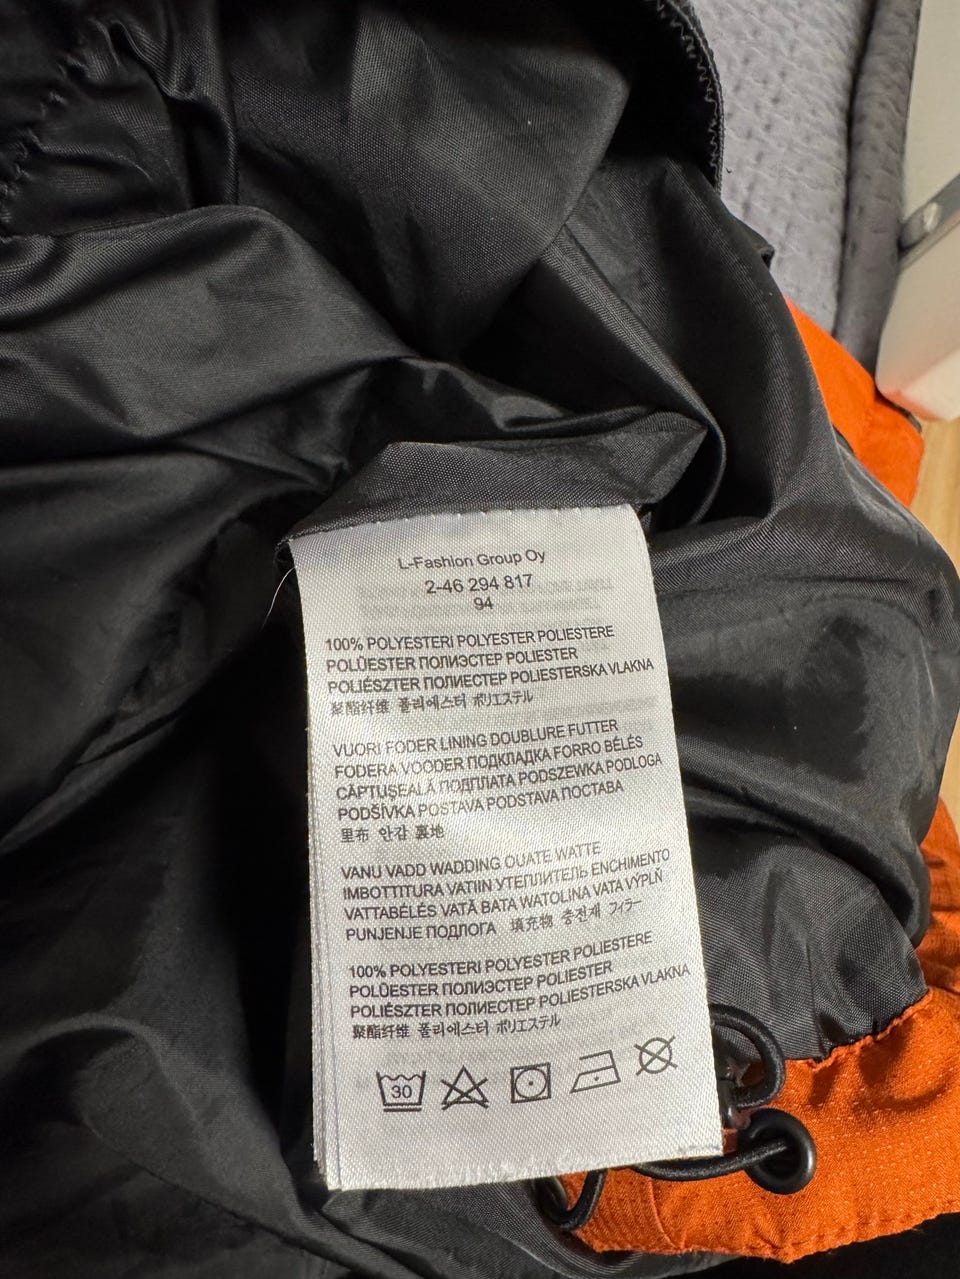 L-Fashion Group Oy
2-46 294 817
94
100% POLYESTERI POLYESTER POLIESTERE
POLÜESTER ПОЛИЭСТЕР POLIESTER
POLIÉSZTER ПОЛИЕСТЕР POLIESTERSKA VLAKNA
聚酯纤维 폴리에스터 ポリエステル
VUORI FODER LINING DOUBLURE FUTTER
FODERA VOODER ПОДКЛАДКА FORRO BÉLÉS
CĂPTUŞEALĂ ПОДПЛАТА PODSZEWKA PODLOGA
PODŠÍVKA POSTAVA PODSTAVA ПОСТАВА
里布 안감 裏地
VANU VADD WADDING OUATE WATTE
IMBOTTITURA VATIIN УТЕПЛИТЕЛЬ ENCHIMENTO
VATTABÉLÉS VATĂ BATA WATOLINA VATA VÝPLŇ
PUNJENJE ПОДЛОГА 填充物 충전재 フィラー
100% POLYESTERI POLYESTER POLIESTERE
POLÜESTER ПОЛИЭСТЕР POLIESTER
POLIÉSZTER ПОЛИЕСТЕР POLIESTERSKA VLAKNA
聚酯纤维 폴리에스터 ポリエステル
30